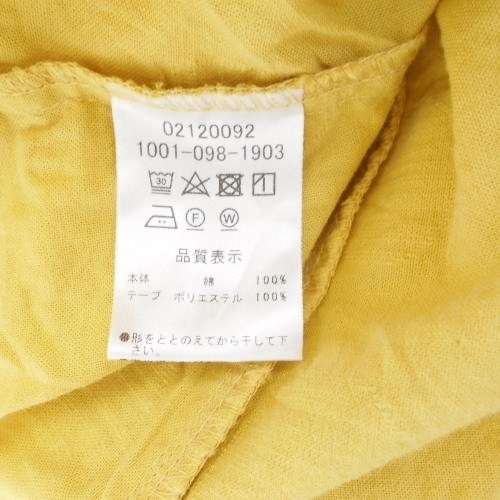 02120092
1001-098-1903
30
F W
品質表示
本体 綿 100%
テープ ポリエステル 100%
●形をととのえてから干して下
さい。